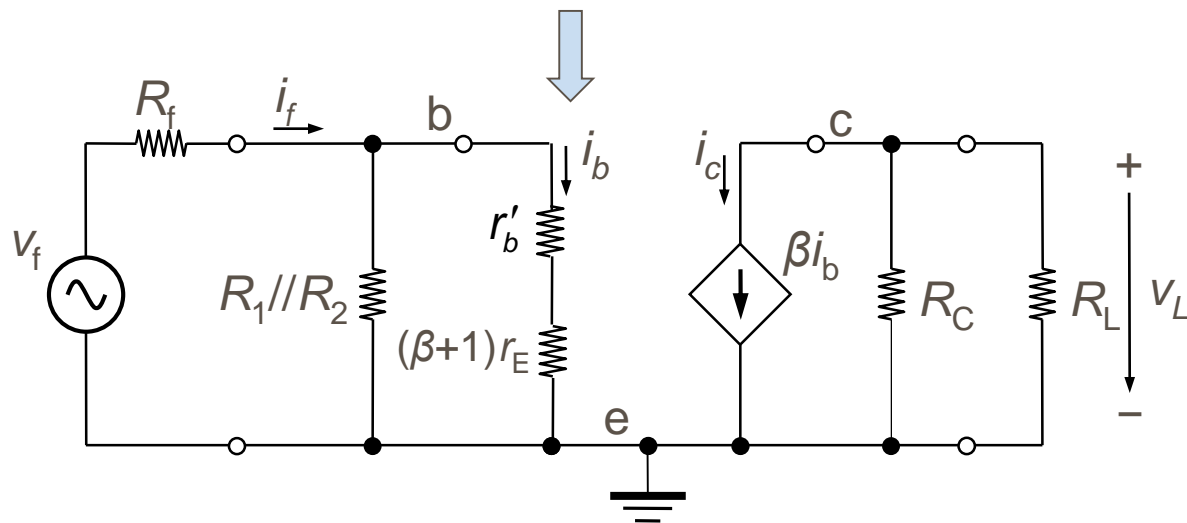 R_f
i_f
b
i_b
c
i_c
+
r'_b
v_f
R_1//R_2
βi_b
R_C
R_L
v_L
(β+1)r_E
e
−